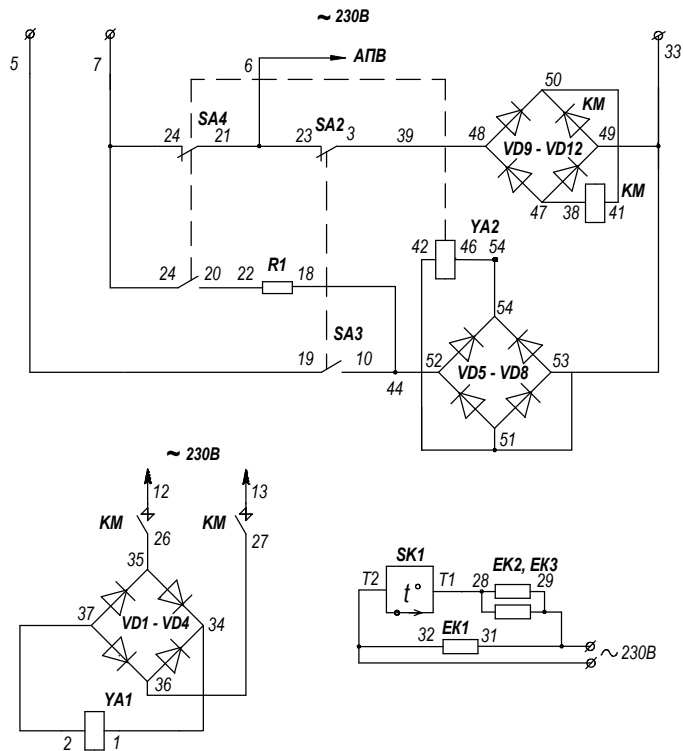 ~ 230В
5
7
6
АПВ
33
SA4
24
21
SA2
23
3
39
48
50
KM
VD9 - VD12
49
47
38
41
KM
YA2
42
46
54
24
20
22
R1
18
54
SA3
19
10
44
52
VD5 - VD8
53
51
~ 230В
12
13
KM
KM
26
27
35
37
VD1 - VD4
34
36
YA1
2
1
SK1
T2
t°
T1
28
EK2, EK3
29
32
EK1
31
~ 230В